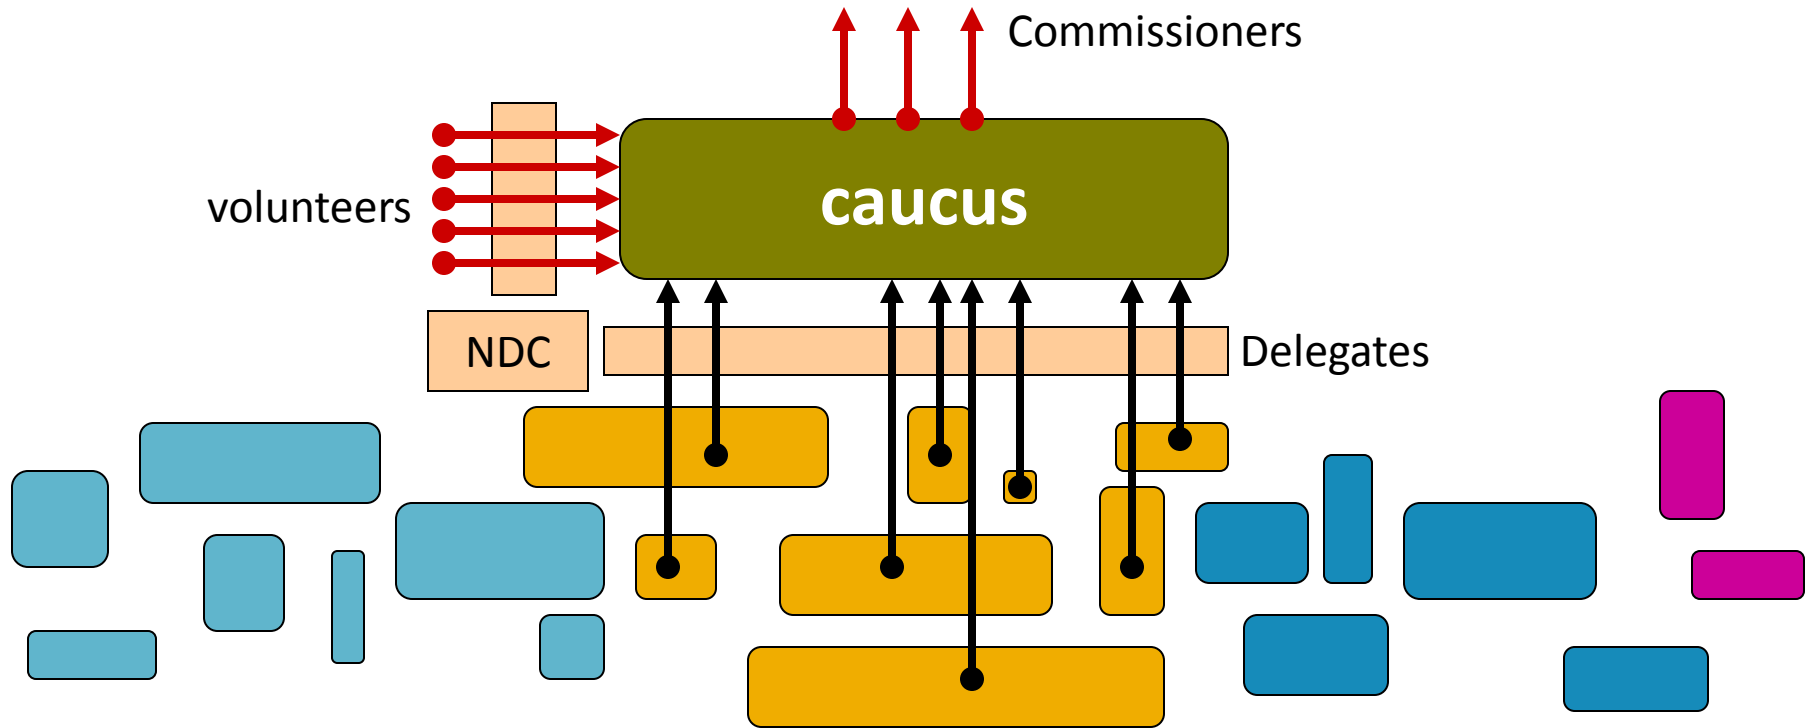 Commissioners
volunteers
caucus
NDC
Delegates